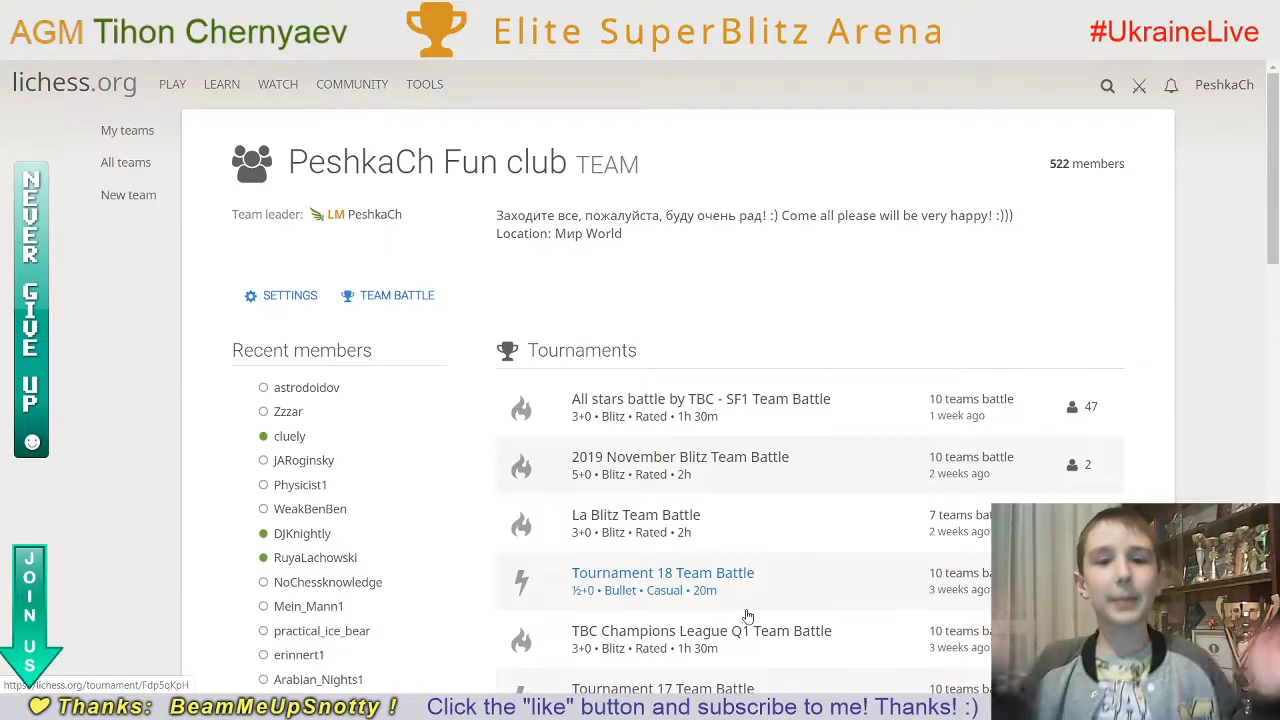 AGM Tihon Chernyaev
Elite SuperBlitz Arena
#UkraineLive
lichess.org
PLAY
LEARN
WATCH
COMMUNITY
TOOLS
PeshkaCh
My teams
All teams
New team
NEVER GIVE UP
JOIN US
PeshkaCh Fun club TEAM
522 members
Team leader: LM PeshkaCh
Заходите все, пожалуйста, буду очень рад! :) Come all please will be very happy! :)))
Location: Мир World
SETTINGS
TEAM BATTLE
Recent members
astrodoidov
Zzzar
cluely
JARoginsky
Physicist1
WeakBenBen
DJKnightly
RuyaLachowski
NoChessknowledge
Mein_Mann1
practical_ice_bear
erinnert1
Arabian_Nights1
Tournaments
All stars battle by TBC - SF1 Team Battle
3+0 • Blitz • Rated • 1h 30m
10 teams battle
1 week ago
47
2019 November Blitz Team Battle
5+0 • Blitz • Rated • 2h
10 teams battle
2 weeks ago
2
La Blitz Team Battle
3+0 • Blitz • Rated • 2h
7 teams bat
2 weeks ago
Tournament 18 Team Battle
½+0 • Bullet • Casual • 20m
10 teams ba
3 weeks ago
TBC Champions League Q1 Team Battle
3+0 • Blitz • Rated • 1h 30m
10 teams ba
3 weeks ago
Tournament 17 Team Battle
10 teams ba
https://lichess.org/tournament/Fdp5qKpH
Thanks: BeamMeUpSnotty !
Click the "like" button and subscribe to me! Thanks! :)